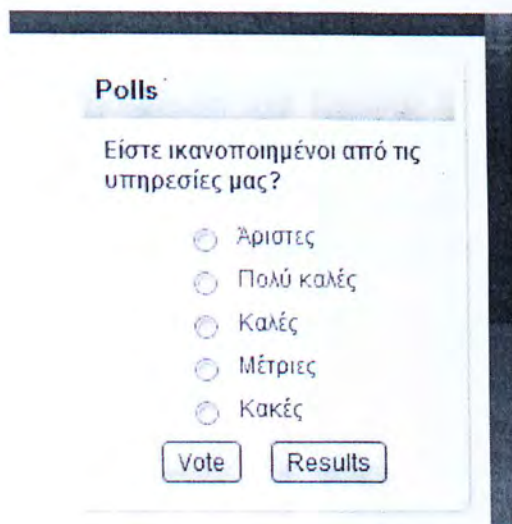 Polls
Είστε ικανοποιημένοι από τις
υπηρεσίες μας?
Άριστες
Πολύ καλές
Καλές
Μέτριες
Κακές
Vote Results